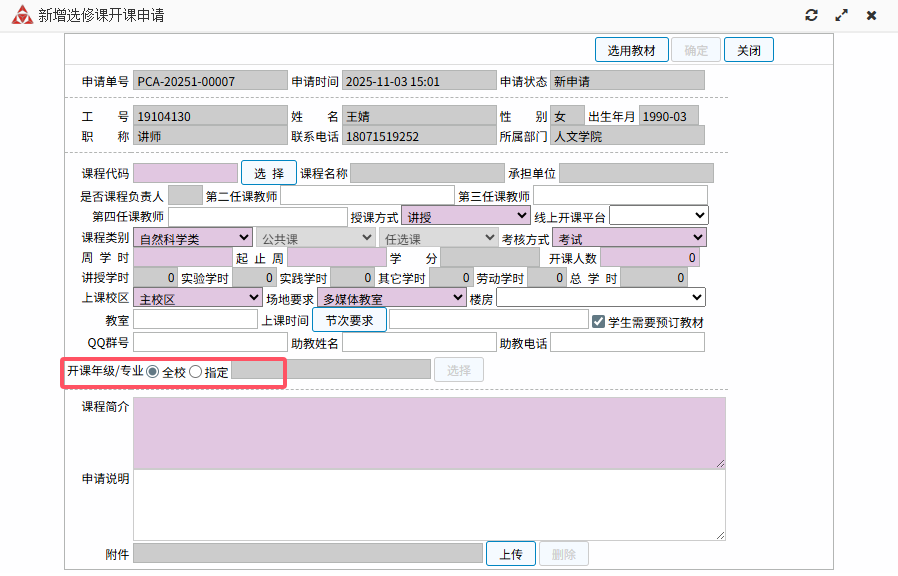 新增选修课开课申请
选用教材 确定 关闭
申请单号 PCA-20251-00007 申请时间 2025-11-03 15:01 申请状态 新申请
工 号 19104130 姓 名 王婧 性 别 女 出生年月 1990-03
职 称 讲师 联系电话 18071519252 所属部门 人文学院
课程代码 选 择 课程名称 承担单位
是否课程负责人 第二任课教师 第三任课教师
第四任课教师 授课方式 讲授 线上开课平台
课程类别 自然科学类 公共课 任选课 考核方式 考试
周 学 时 起 止 周 学 分 开课人数 0
讲授学时 0 实验学时 0 实践学时 0 其它学时 0 劳动学时 0 总 学 时 0
上课校区 主校区 场地要求 多媒体教室 楼房
教室 上课时间 节次要求 学生需要预订教材
QQ群号 助教姓名 助教电话
开课年级/专业 全校 指定 选择
课程简介
申请说明
附件 上传 删除